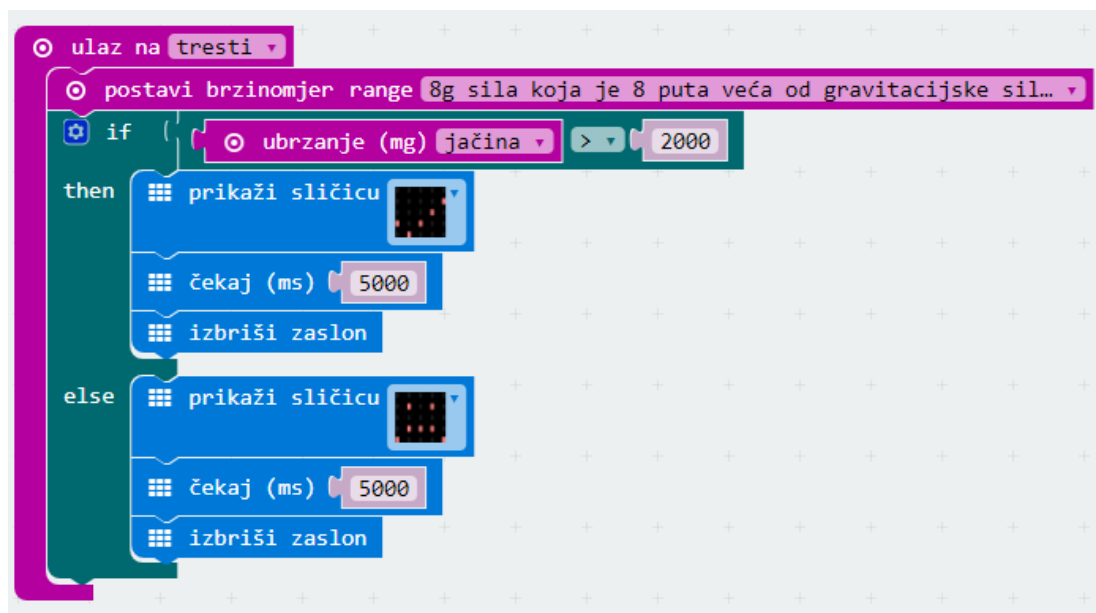 ulaz na tresti
postavi brzinomjer range 8g sila koja je 8 puta veća od gravitacijske sil…
if ubrzanje (mg) jačina > 2000
then prikaži sličicu
čekaj (ms) 5000
izbriši zaslon
else prikaži sličicu
čekaj (ms) 5000
izbriši zaslon